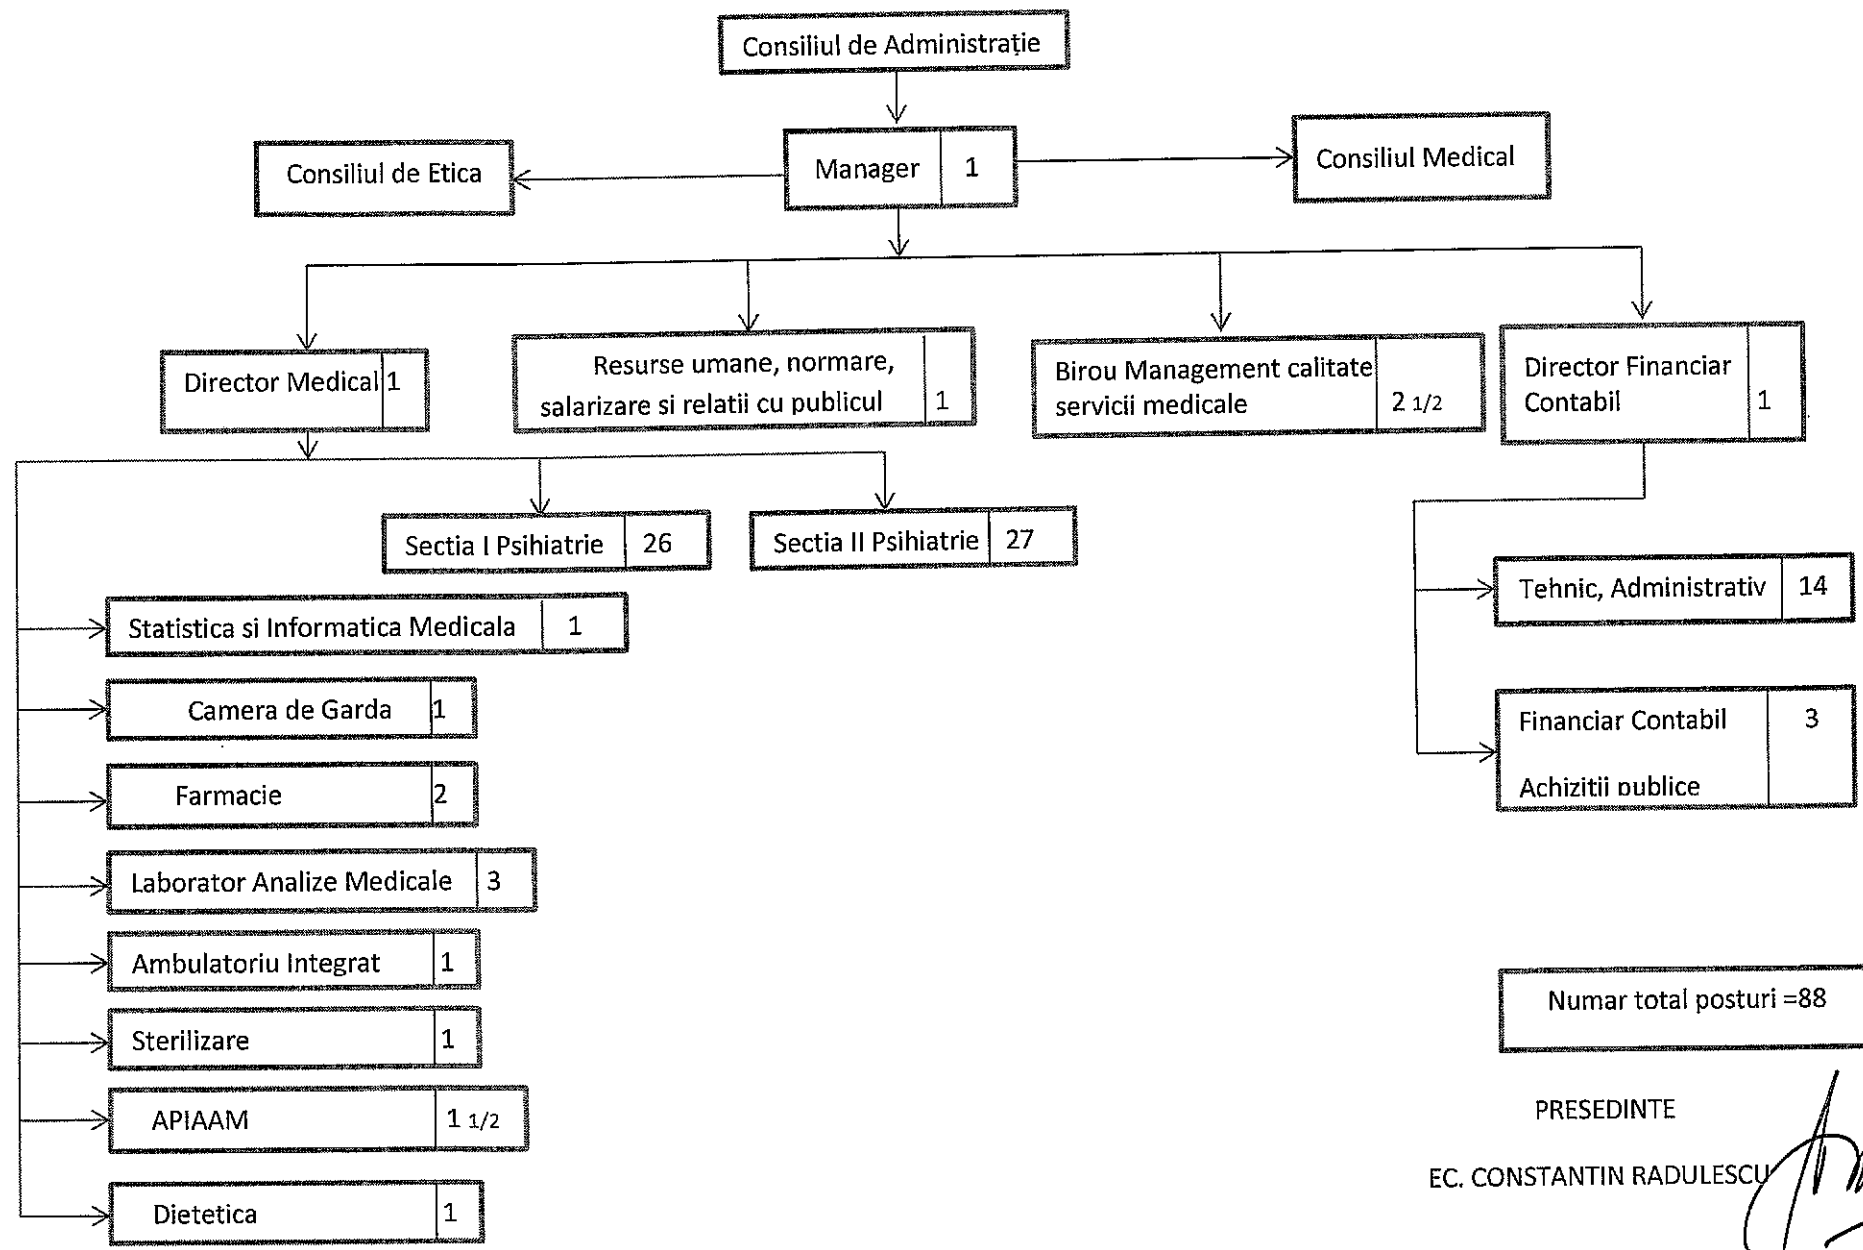 Consiliul de Administrație
Consiliul de Etica
Manager 1
Consiliul Medical
Director Medical 1
Resurse umane, normare,
salarizare si relatii cu publicul 1
Birou Management calitate
servicii medicale 2 1/2
Director Financiar
Contabil 1
Sectia I Psihiatrie 26
Sectia II Psihiatrie 27
Statistica si Informatica Medicala 1
Camera de Garda 1
Farmacie 2
Laborator Analize Medicale 3
Ambulatoriu Integrat 1
Sterilizare 1
APIAAM 1 1/2
Dietetica 1
Tehnic, Administrativ 14
Financiar Contabil 3
Achizitii publice
Numar total posturi =88
PRESEDINTE
EC. CONSTANTIN RADULESCU